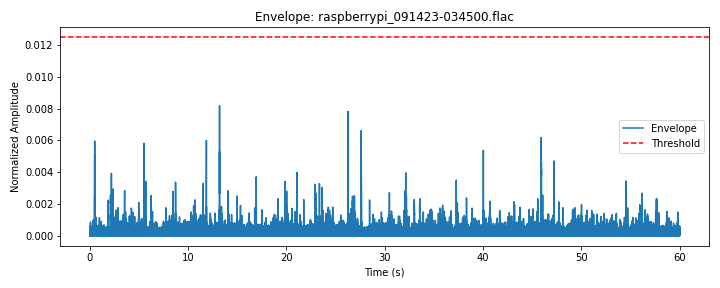 Envelope: raspberrypi_091423-034500.flac
0.012
0.010
0.008
0.006
0.004
0.002
0.000
Normalized Amplitude
Envelope
Threshold
0
10
20
30
40
50
60
Time (s)